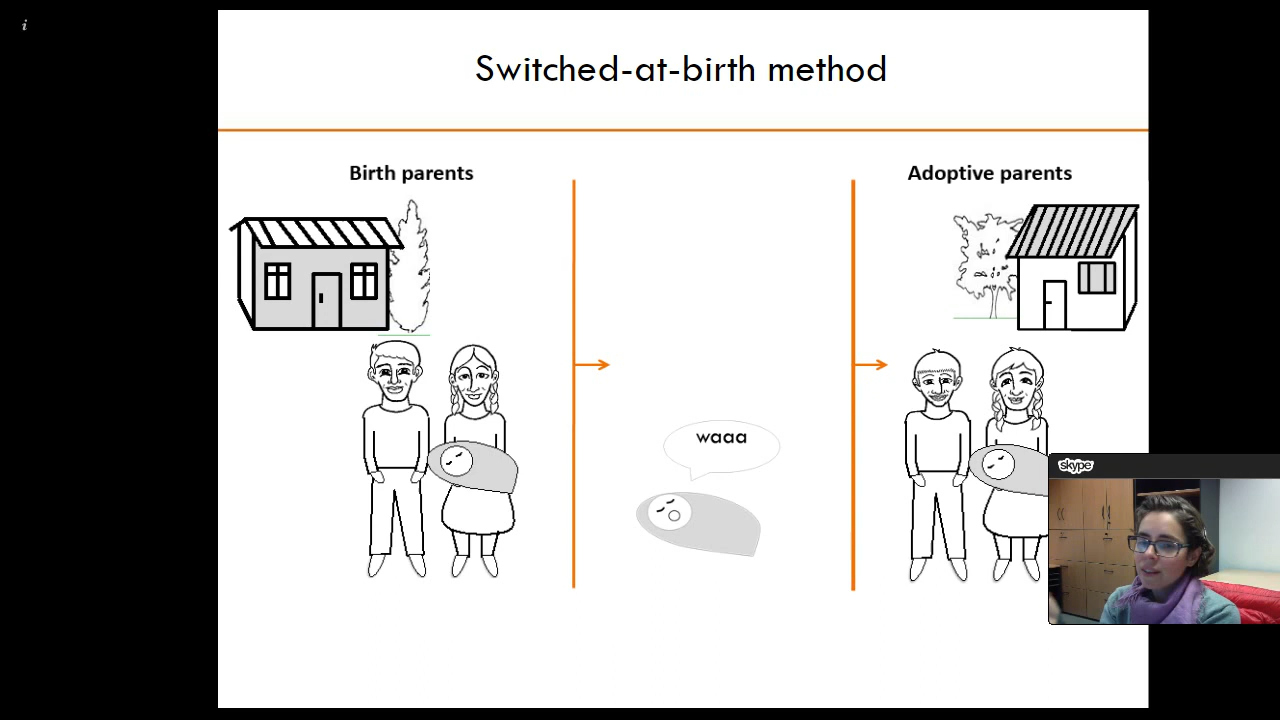 i
Switched-at-birth method
Birth parents
Adoptive parents
waaa
skype